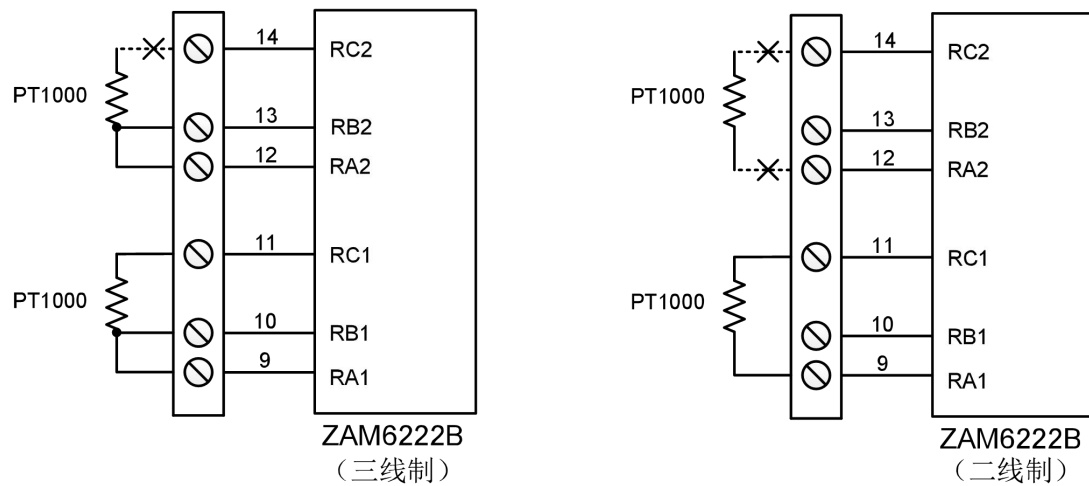 14
RC2
PT1000
13
RB2
12
RA2
11
RC1
PT1000
10
RB1
9
RA1
ZAM6222B
（三线制）
14
RC2
PT1000
13
RB2
12
RA2
11
RC1
PT1000
10
RB1
9
RA1
ZAM6222B
（二线制）